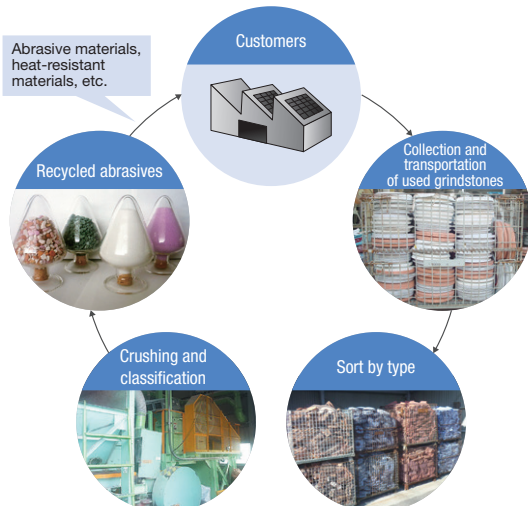 Abrasive materials,
heat-resistant
materials, etc.
Customers
Recycled abrasives
Collection and
transportation
of used grindstones
Crushing and
classification
Sort by type